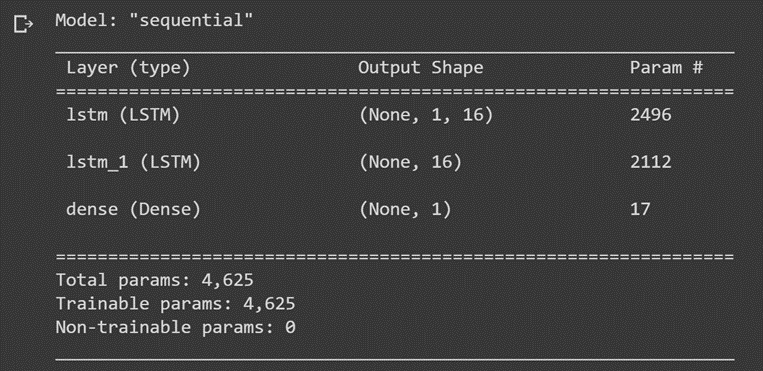 Model: "sequential"
_________________________________________________________________
Layer (type) Output Shape Param #
=================================================================
lstm (LSTM) (None, 1, 16) 2496
lstm_1 (LSTM) (None, 16) 2112
dense (Dense) (None, 1) 17
=================================================================
Total params: 4,625
Trainable params: 4,625
Non-trainable params: 0
_________________________________________________________________